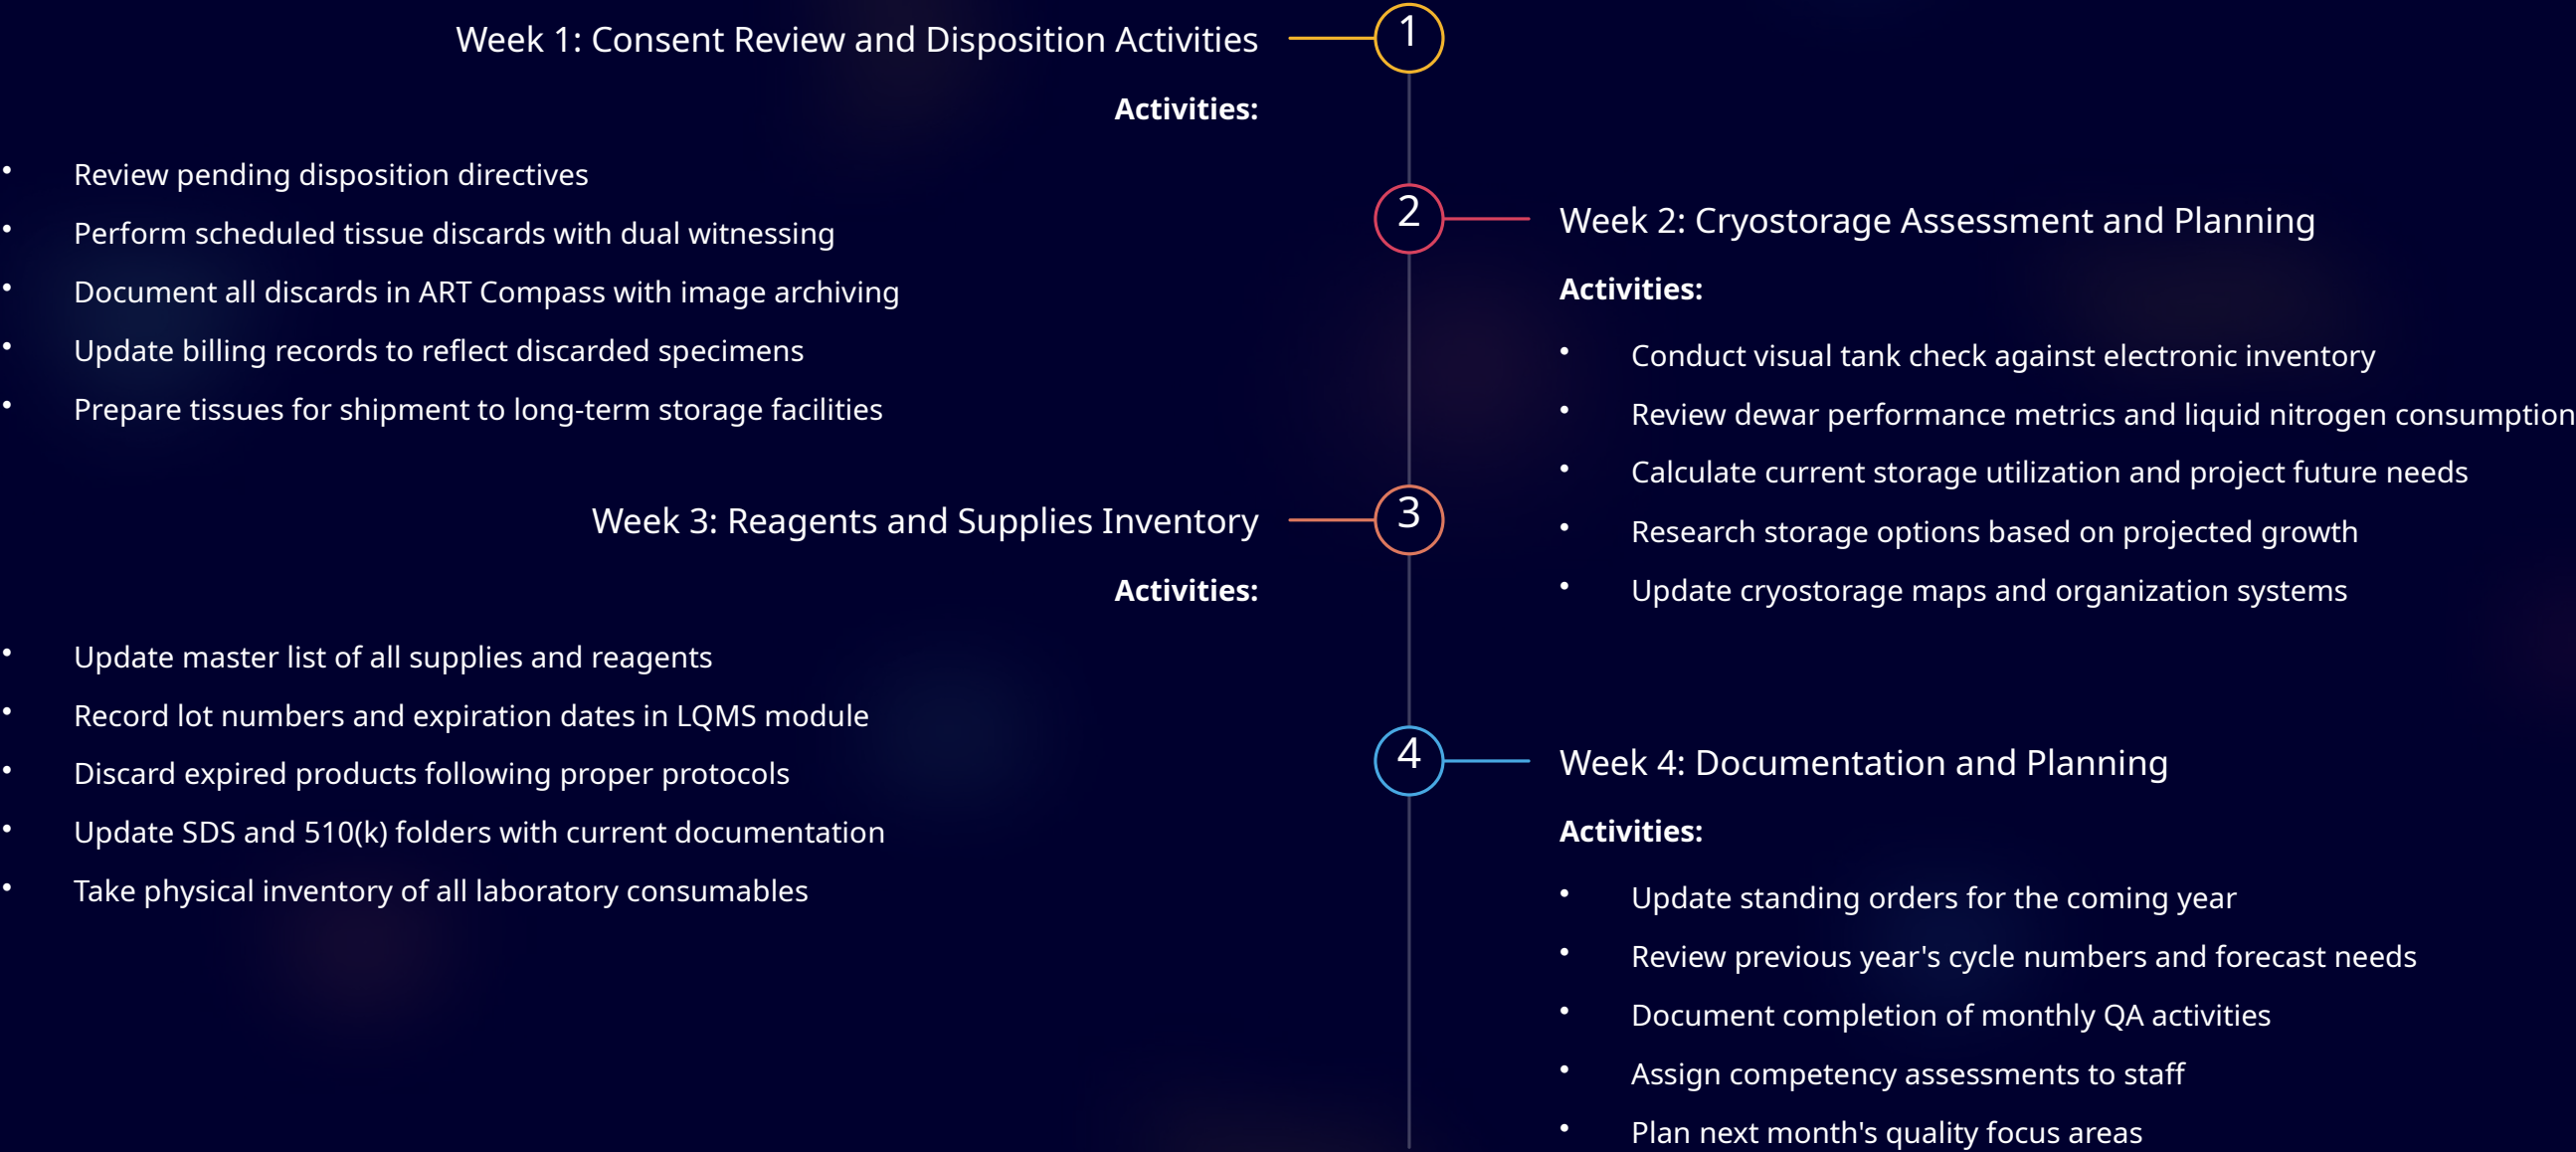 1
Week 1: Consent Review and Disposition Activities
Activities:
• Review pending disposition directives
• Perform scheduled tissue discards with dual witnessing
• Document all discards in ART Compass with image archiving
• Update billing records to reflect discarded specimens
• Prepare tissues for shipment to long-term storage facilities
2
Week 2: Cryostorage Assessment and Planning
Activities:
• Conduct visual tank check against electronic inventory
• Review dewar performance metrics and liquid nitrogen consumption
• Calculate current storage utilization and project future needs
• Research storage options based on projected growth
• Update cryostorage maps and organization systems
3
Week 3: Reagents and Supplies Inventory
Activities:
• Update master list of all supplies and reagents
• Record lot numbers and expiration dates in LQMS module
• Discard expired products following proper protocols
• Update SDS and 510(k) folders with current documentation
• Take physical inventory of all laboratory consumables
4
Week 4: Documentation and Planning
Activities:
• Update standing orders for the coming year
• Review previous year's cycle numbers and forecast needs
• Document completion of monthly QA activities
• Assign competency assessments to staff
• Plan next month's quality focus areas